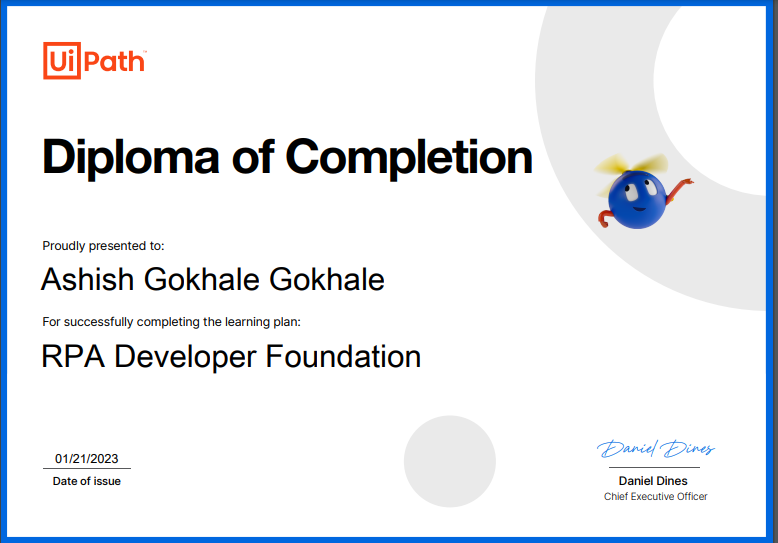 UiPath™
Diploma of Completion
Proudly presented to:
Ashish Gokhale Gokhale
For successfully completing the learning plan:
RPA Developer Foundation
01/21/2023
Date of issue
Daniel Dines
Daniel Dines
Chief Executive Officer